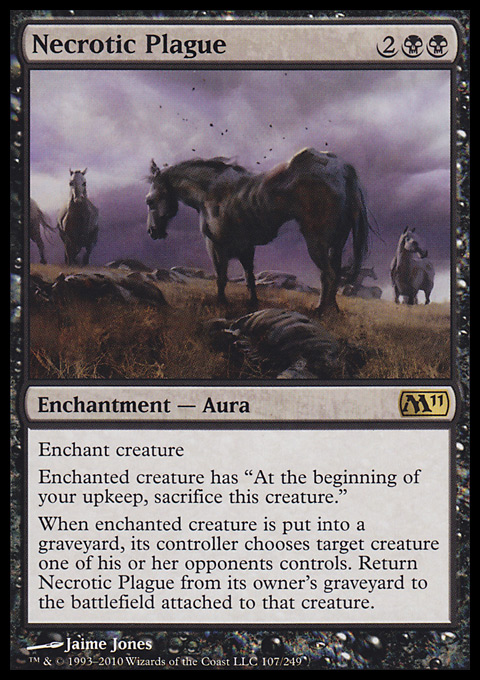 Necrotic Plague 2
Enchantment — Aura M11
Enchant creature
Enchanted creature has “At the beginning of
your upkeep, sacrifice this creature.”
When enchanted creature is put into a
graveyard, its controller chooses target creature
one of his or her opponents controls. Return
Necrotic Plague from its owner’s graveyard to
the battlefield attached to that creature.
Jaime Jones
™ & © 1993–2010 Wizards of the Coast LLC 107/249